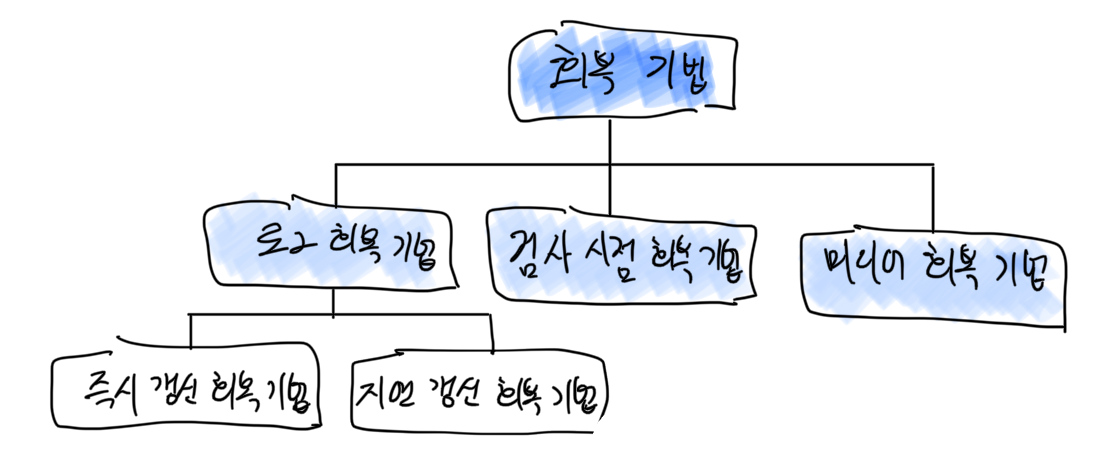 회복 기법
로그 회복 기법
검사 시점 회복 기법
미디어 회복 기법
즉시 갱신 회복 기법
지연 갱신 회복 기법